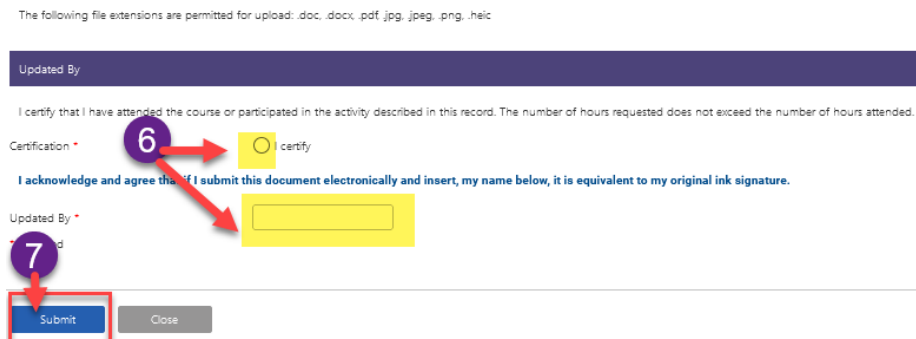 The following file extensions are permitted for upload: .doc, .docx, .pdf, .jpg, .jpeg, .png, .heic
Updated By
I certify that I have attended the course or participated in the activity described in this record. The number of hours requested does not exceed the number of hours attended.
6
Certification * I certify
I acknowledge and agree that if I submit this document electronically and insert, my name below, it is equivalent to my original ink signature.
Updated By *
*
7
Submit Close